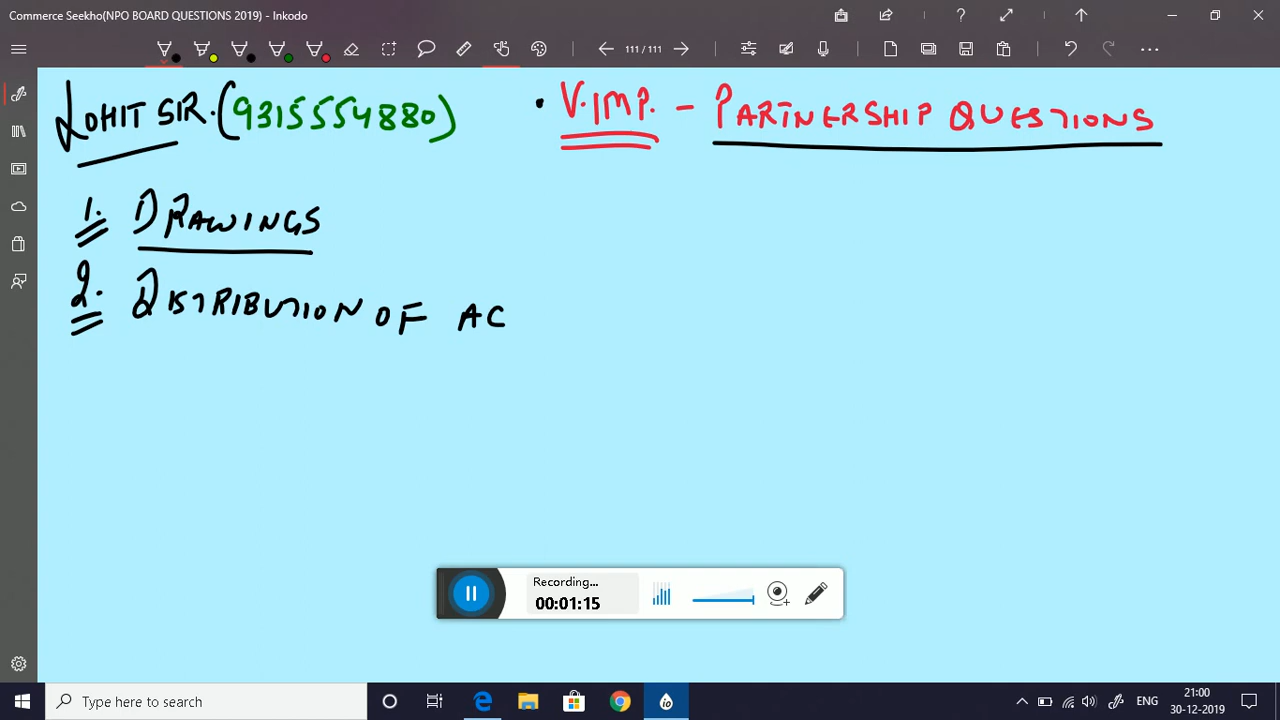 Commerce Seekho(NPO BOARD QUESTIONS 2019) - Inkodo
111/111
LOHIT SIR. (9315554880)
• V.IMP. - PARTNERSHIP QUESTIONS
1. DRAWINGS
2. DISTRIBUTION OF AC
Recording...
00:01:15
Type here to search
ENG
21:00
30-12-2019